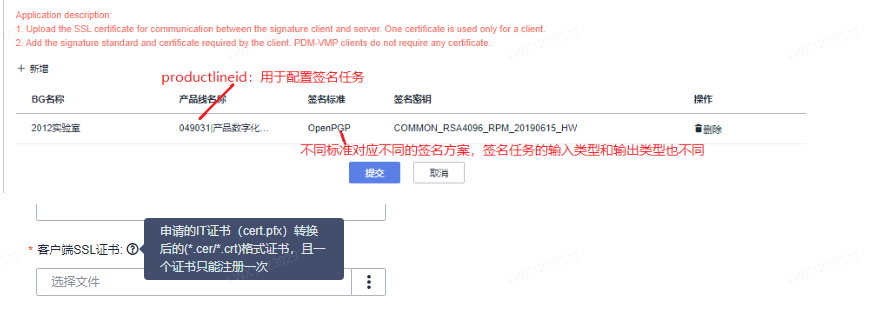 Application description:
1. Upload the SSL certificate for communication between the signature client and server. One certificate is used only for a client.
2. Add the signature standard and certificate required by the client. PDM-VMP clients do not require any certificate.
+ 新增
productlineid：用于配置签名任务
BG名称 产品线名称 签名标准 签名密钥 操作
2012实验室 049031|产品数字化... OpenPGP COMMON_RSA4096_RPM_20190615_HW 删除
不同标准对应不同的签名方案，签名任务的输入类型和输出类型也不同
提交 取消
申请的IT证书（cert.pfx）转换
* 客户端SSL证书: 后的(*.cer/*.crt)格式证书，且一
个证书只能注册一次
选择文件
SWX1223929
SWX1223929
SWX1223929